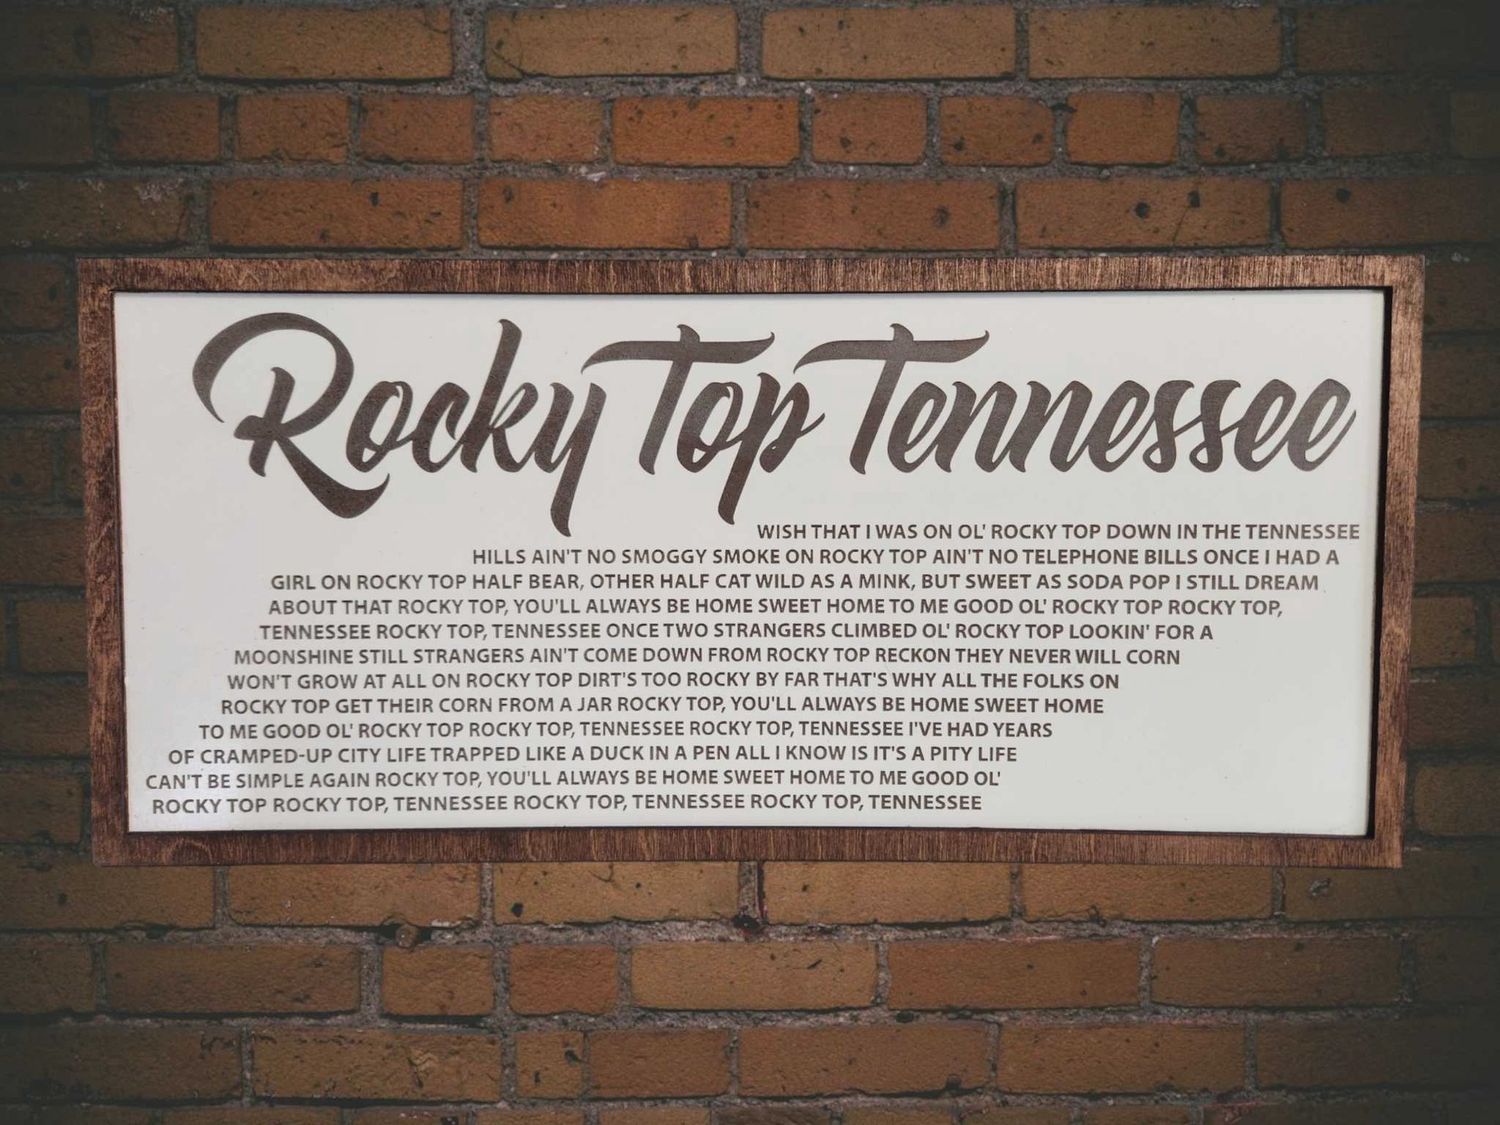 Rocky Top Tennessee
WISH THAT I WAS ON OL' ROCKY TOP DOWN IN THE TENNESSEE
HILLS AIN'T NO SMOGGY SMOKE ON ROCKY TOP AIN'T NO TELEPHONE BILLS ONCE I HAD A
GIRL ON ROCKY TOP HALF BEAR, OTHER HALF CAT WILD AS A MINK, BUT SWEET AS SODA POP I STILL DREAM
ABOUT THAT ROCKY TOP, YOU'LL ALWAYS BE HOME SWEET HOME TO ME GOOD OL' ROCKY TOP ROCKY TOP,
TENNESSEE ROCKY TOP, TENNESSEE ONCE TWO STRANGERS CLIMBED OL' ROCKY TOP LOOKIN' FOR A
MOONSHINE STILL STRANGERS AIN'T COME DOWN FROM ROCKY TOP RECKON THEY NEVER WILL CORN
WON'T GROW AT ALL ON ROCKY TOP DIRT'S TOO ROCKY BY FAR THAT'S WHY ALL THE FOLKS ON
ROCKY TOP GET THEIR CORN FROM A JAR ROCKY TOP, YOU'LL ALWAYS BE HOME SWEET HOME
TO ME GOOD OL' ROCKY TOP ROCKY TOP, TENNESSEE ROCKY TOP, TENNESSEE I'VE HAD YEARS
OF CRAMPED-UP CITY LIFE TRAPPED LIKE A DUCK IN A PEN ALL I KNOW IS IT'S A PITY LIFE
CAN'T BE SIMPLE AGAIN ROCKY TOP, YOU'LL ALWAYS BE HOME SWEET HOME TO ME GOOD OL'
ROCKY TOP ROCKY TOP, TENNESSEE ROCKY TOP, TENNESSEE ROCKY TOP, TENNESSEE